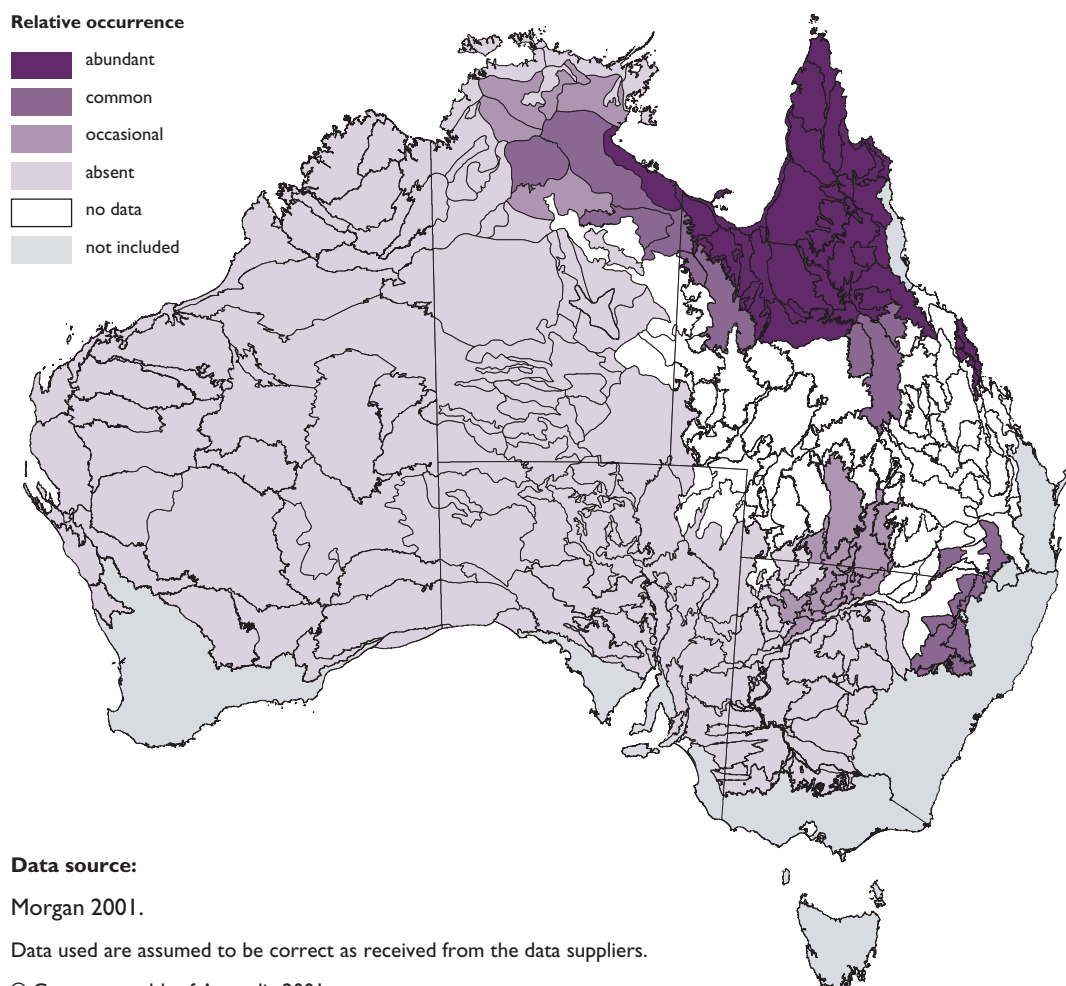 Relative occurrence
abundant
common
occasional
absent
no data
not included
Data source:
Morgan 2001.
Data used are assumed to be correct as received from the data suppliers.